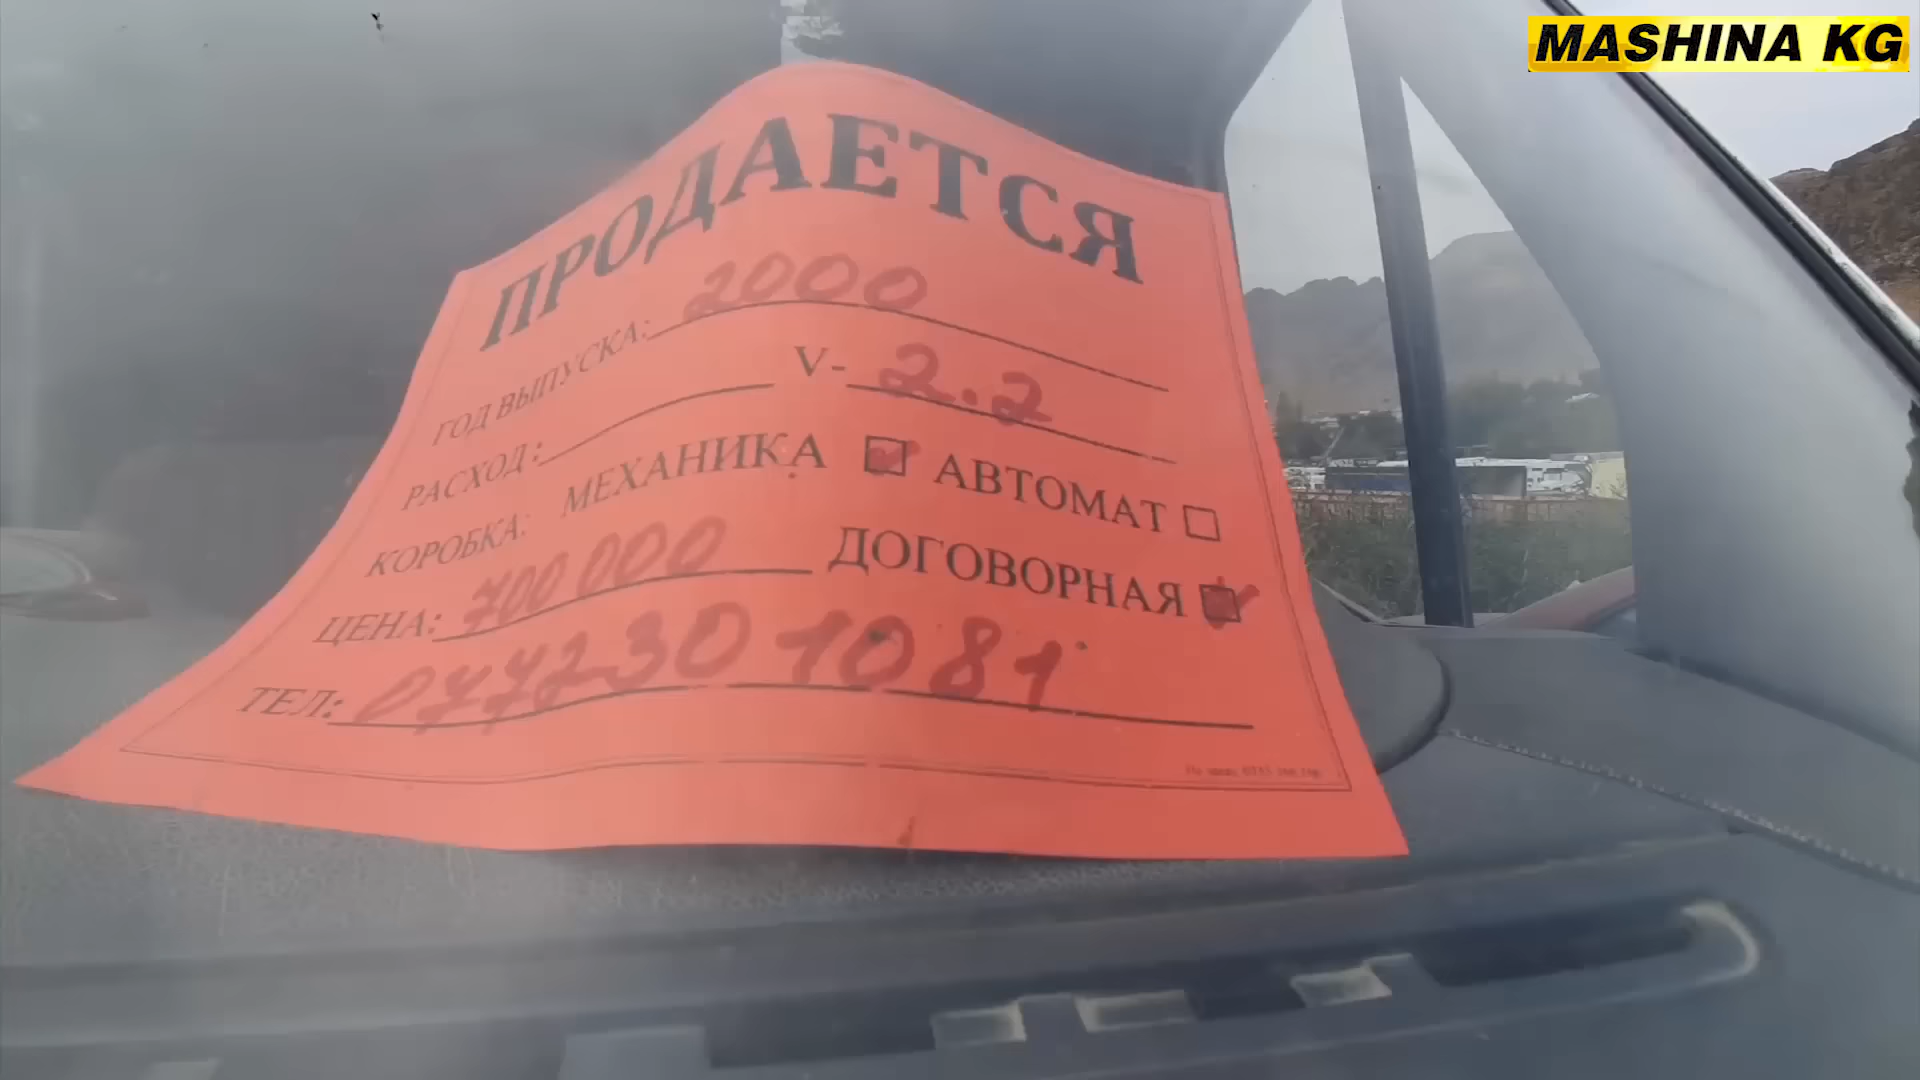 MASHINA KG
ПРОДАЕТСЯ
ГОД ВЫПУСКА: 2000
РАСХОД: V- 2.2
КОРОБКА: МЕХАНИКА АВТОМАТ
ЦЕНА: 700 000 ДОГОВОРНАЯ
ТЕЛ: 0772301081